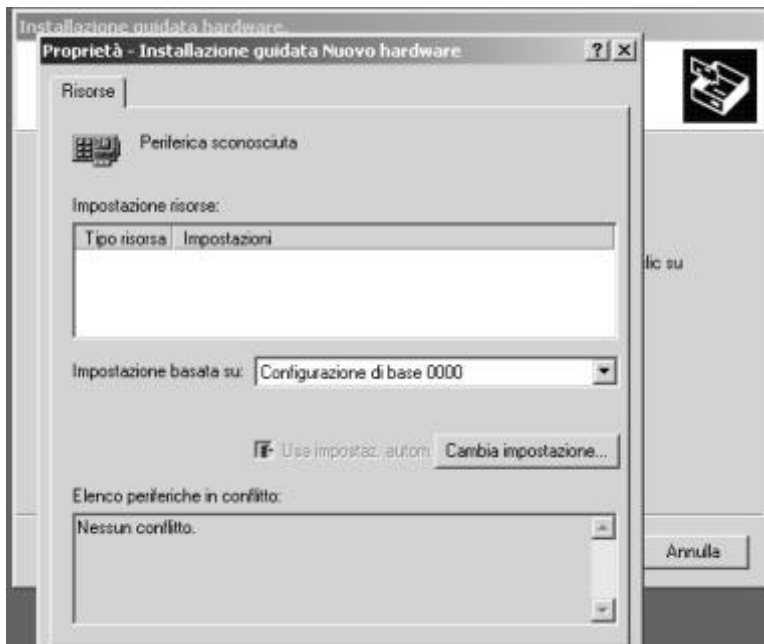 Installazione guidata hardware
Proprietà - Installazione guidata Nuovo hardware
Risorse
Periferica sconosciuta
Impostazione risorse:
Tipo risorsa Impostazioni
lic su
Impostazione basata su: Configurazione di base 0000
Usa impostaz. autom. Cambia impostazione...
Elenco periferiche in conflitto:
Nessun conflitto.
Annulla